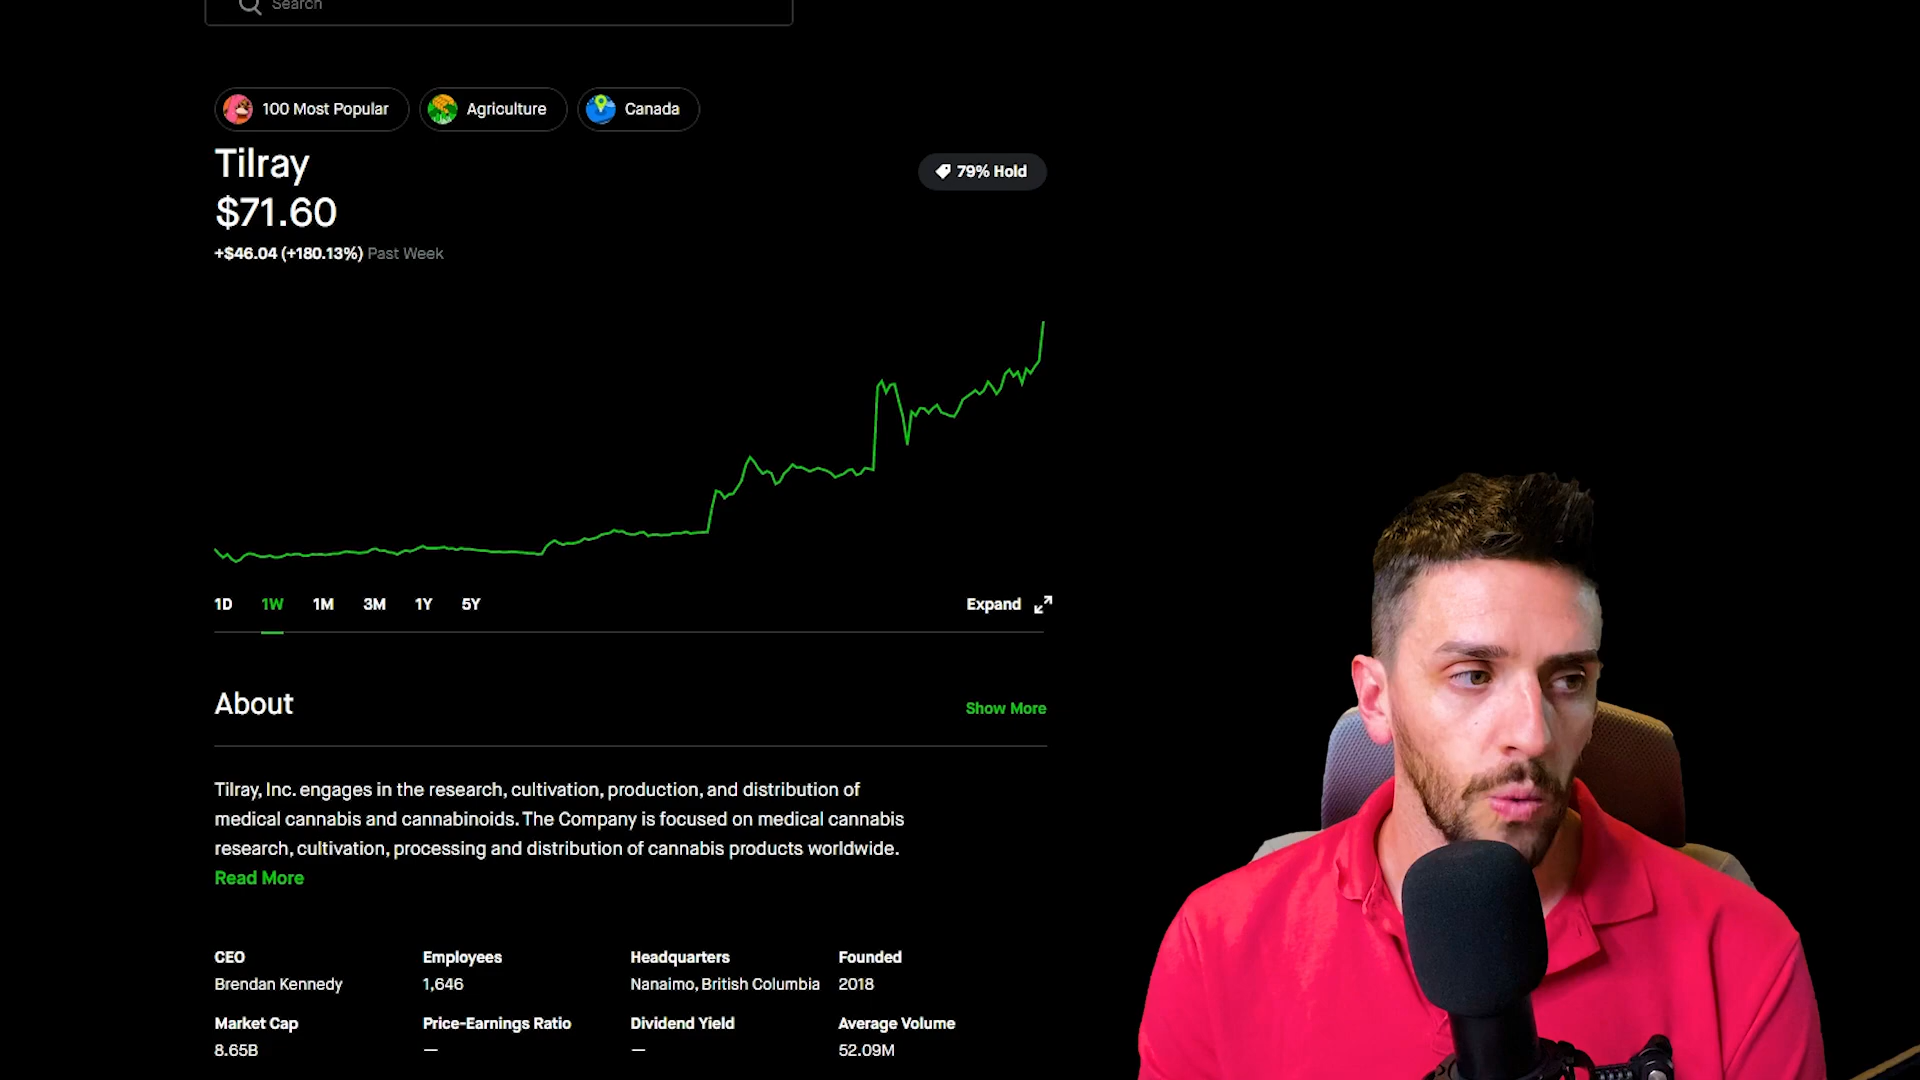 Search
100 Most Popular
Agriculture
Canada
Tilray
79% Hold
$71.60
+$46.04 (+180.13%) Past Week
1D 1W 1M 3M 1Y 5Y Expand
About
Show More
Tilray, Inc. engages in the research, cultivation, production, and distribution of
medical cannabis and cannabinoids. The Company is focused on medical cannabis
research, cultivation, processing and distribution of cannabis products worldwide.
Read More
CEO Employees Headquarters Founded
Brendan Kennedy 1,646 Nanaimo, British Columbia 2018
Market Cap Price-Earnings Ratio Dividend Yield Average Volume
8.65B — — 52.09M